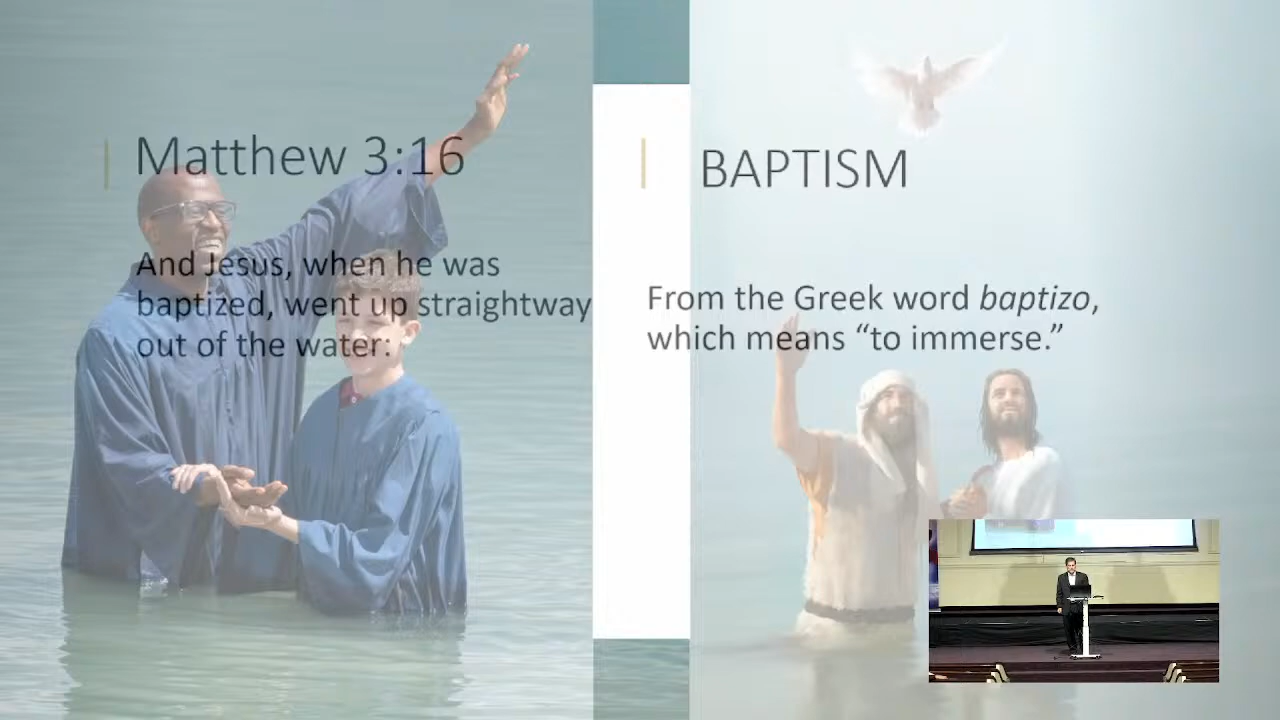 Matthew 3:16
And Jesus, when he was
baptized, went up straightway
out of the water:
BAPTISM
From the Greek word baptizo,
which means “to immerse.”